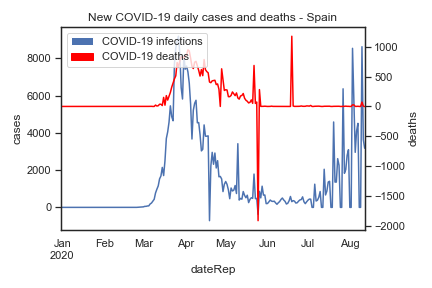 New COVID-19 daily cases and deaths - Spain
COVID-19 infections
COVID-19 deaths
cases
8000
6000
4000
2000
0
deaths
1000
500
0
−500
−1000
−1500
−2000
Jan Feb Mar Apr May Jun Jul Aug
2020
dateRep